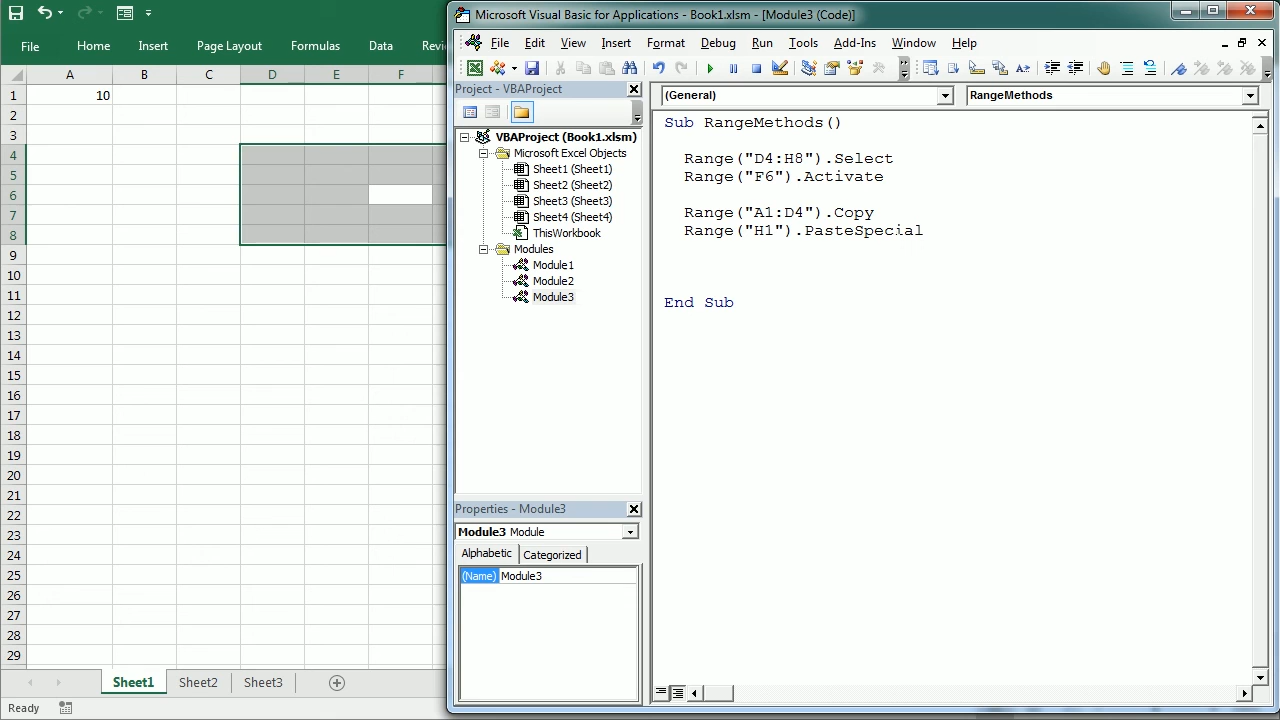 Microsoft Visual Basic for Applications - Book1.xlsm - [Module3 (Code)]
File Home Insert Page Layout Formulas Data Revi
File Edit View Insert Format Debug Run Tools Add-Ins Window Help
Project - VBAProject
VBAProject (Book1.xlsm)
Microsoft Excel Objects
Sheet1 (Sheet1)
Sheet2 (Sheet2)
Sheet3 (Sheet3)
Sheet4 (Sheet4)
ThisWorkbook
Modules
Module1
Module2
Module3
Properties - Module3
Module3 Module
Alphabetic Categorized
(Name) Module3
(General) RangeMethods
Sub RangeMethods()
Range("D4:H8").Select
Range("F6").Activate
Range("A1:D4").Copy
Range("H1").PasteSpecial
End Sub
A B C D E F
1 10
2
3
4
5
6
7
8
9
10
11
12
13
14
15
16
17
18
19
20
21
22
23
24
25
26
27
28
29
Sheet1 Sheet2 Sheet3
Ready